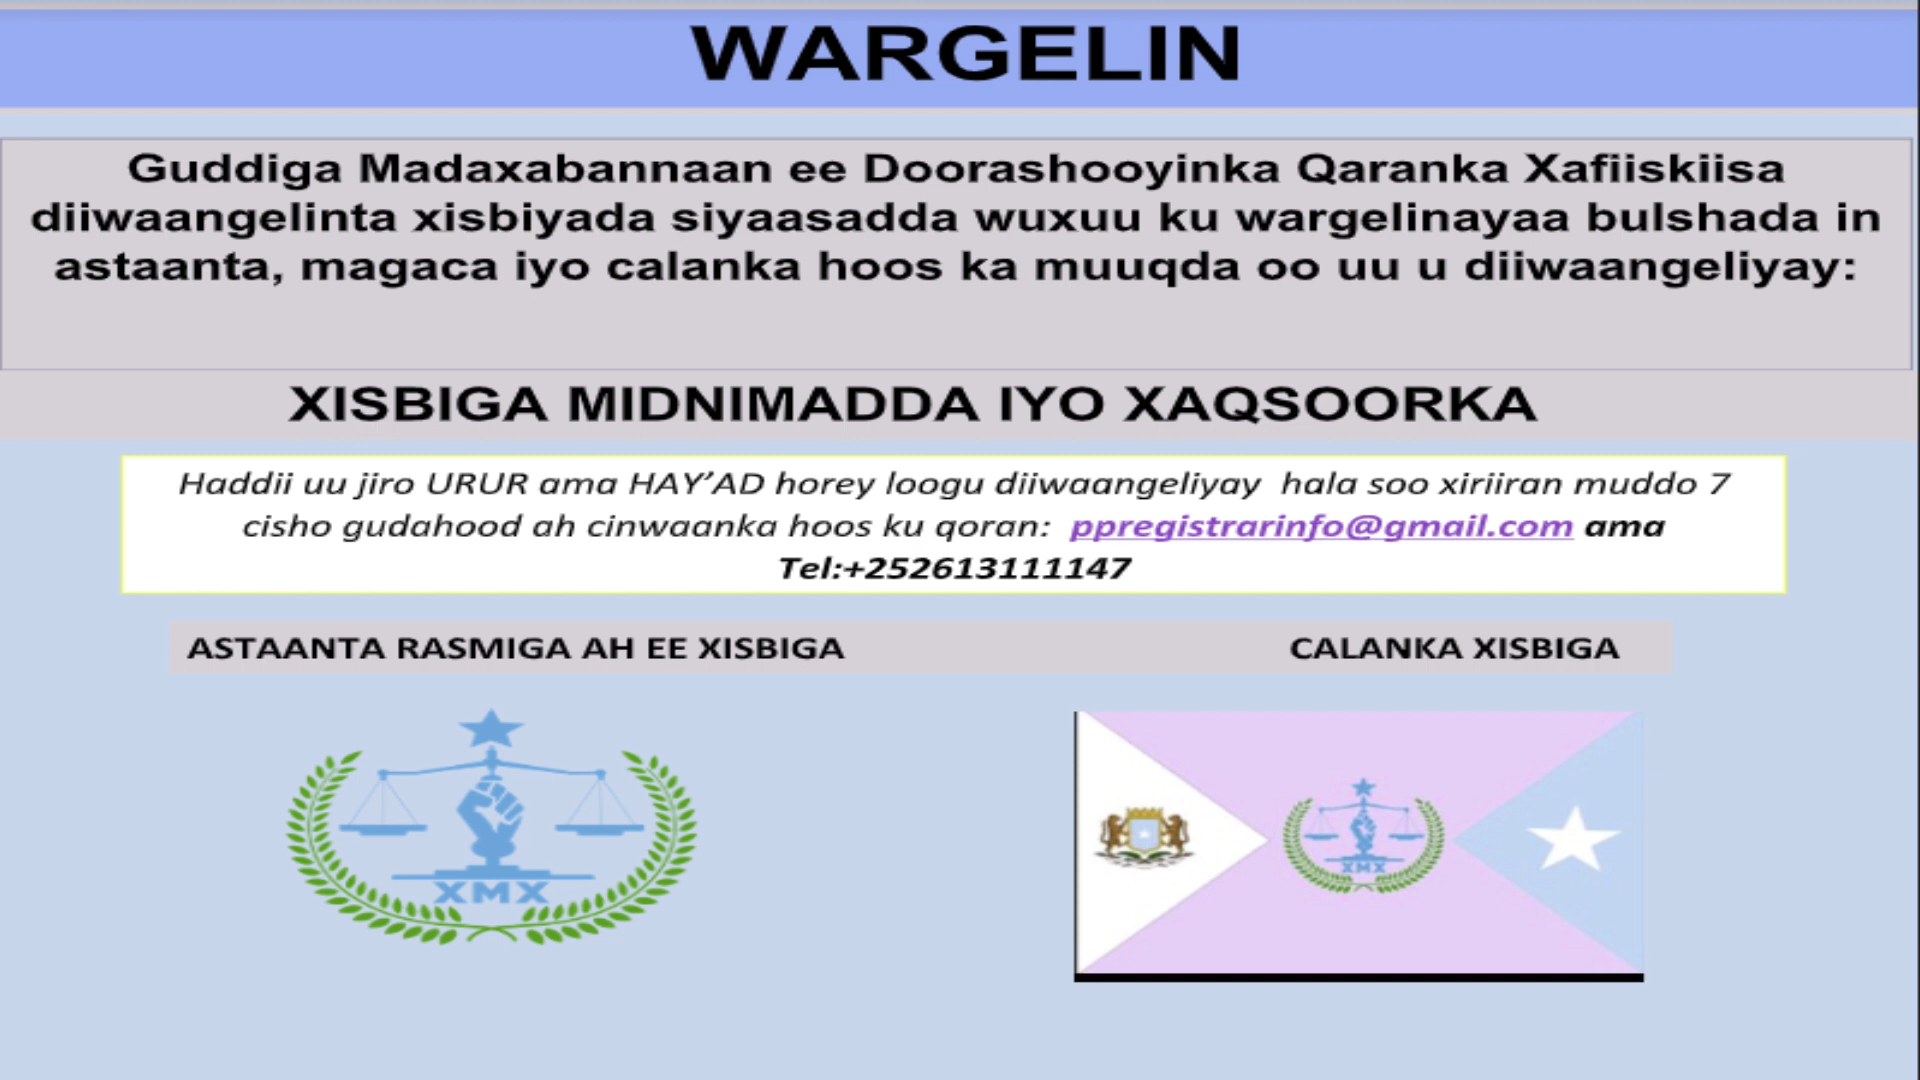 WARGELIN
Guddiga Madaxabannaan ee Doorashooyinka Qaranka Xafiiskiisa
diiwaangelinta xisbiyada siyaasadda wuxuu ku wargelinayaa bulshada in
astaanta, magaca iyo calanka hoos ka muuqda oo uu u diiwaangeliyay:
XISBIGA MIDNIMADDA IYO XAQSOORKA
Haddii uu jiro URUR ama HAY’AD horey loogu diiwaangeliyay hala soo xiriiran muddo 7
cisho gudahood ah cinwaanka hoos ku qoran: ppregistrarinfo@gmail.com ama
Tel:+252613111147
ASTAANTA RASMIGA AH EE XISBIGA
CALANKA XISBIGA
XMX
XMX